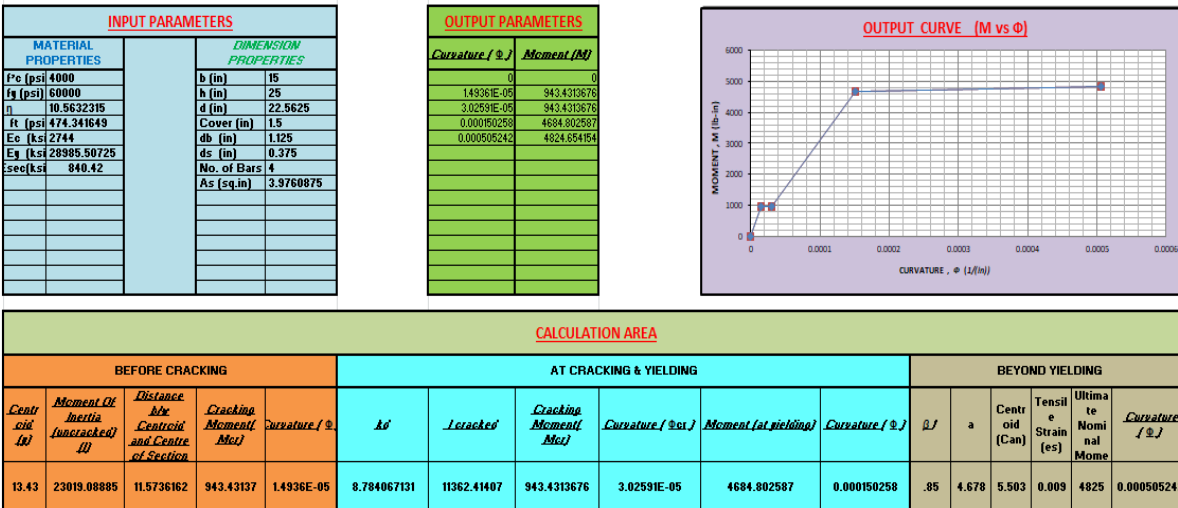 INPUT PARAMETERS
MATERIAL PROPERTIES
DIMENSION PROPERTIES
f'c (psi 4000
fy (psi) 60000
η 10.5632315
ft (psi 474.341649
Ec (ksi 2744
Ey (ksi 28985.50725
Esec(ksi 840.42
b (in) 15
h (in) 25
d (in) 22.5625
Cover (in) 1.5
db (in) 1.125
ds (in) 0.375
No. of Bars 4
As (sq.in) 3.9760875
OUTPUT PARAMETERS
Curvature ( Φ ) Moment (M)
0 0
1.49361E-05 943.4313676
3.02591E-05 943.4313676
0.000150258 4684.802587
0.000505242 4824.654154
OUTPUT CURVE (M vs Φ)
MOMENT , M (lb-in)
6000
5000
4000
3000
2000
1000
0
0 0.0001 0.0002 0.0003 0.0004 0.0005 0.0006
CURVATURE , Φ (1/(in))
CALCULATION AREA
BEFORE CRACKING
AT CRACKING & YIELDING
BEYOND YIELDING
Centroid (y)
Moment Of Inertia (uncracked) (I)
Distance b/w Centroid and Centre of Section
Cracking Moment( Mcr)
Curvature ( Φ
kd
I cracked
Cracking Moment( Mcr)
Curvature ( Φcr )
Moment (at yielding)
Curvature ( Φ )
β1
a
Centroid (Can)
Tensile Strain (es)
Ultimate Nominal Mome
Curvature ( Φ )
13.43 23019.08885 11.5736162 943.43137 1.4936E-05 8.784067131 11362.41407 943.4313676 3.02591E-05 4684.802587 0.000150258 .85 4.678 5.503 0.009 4825 0.00050524